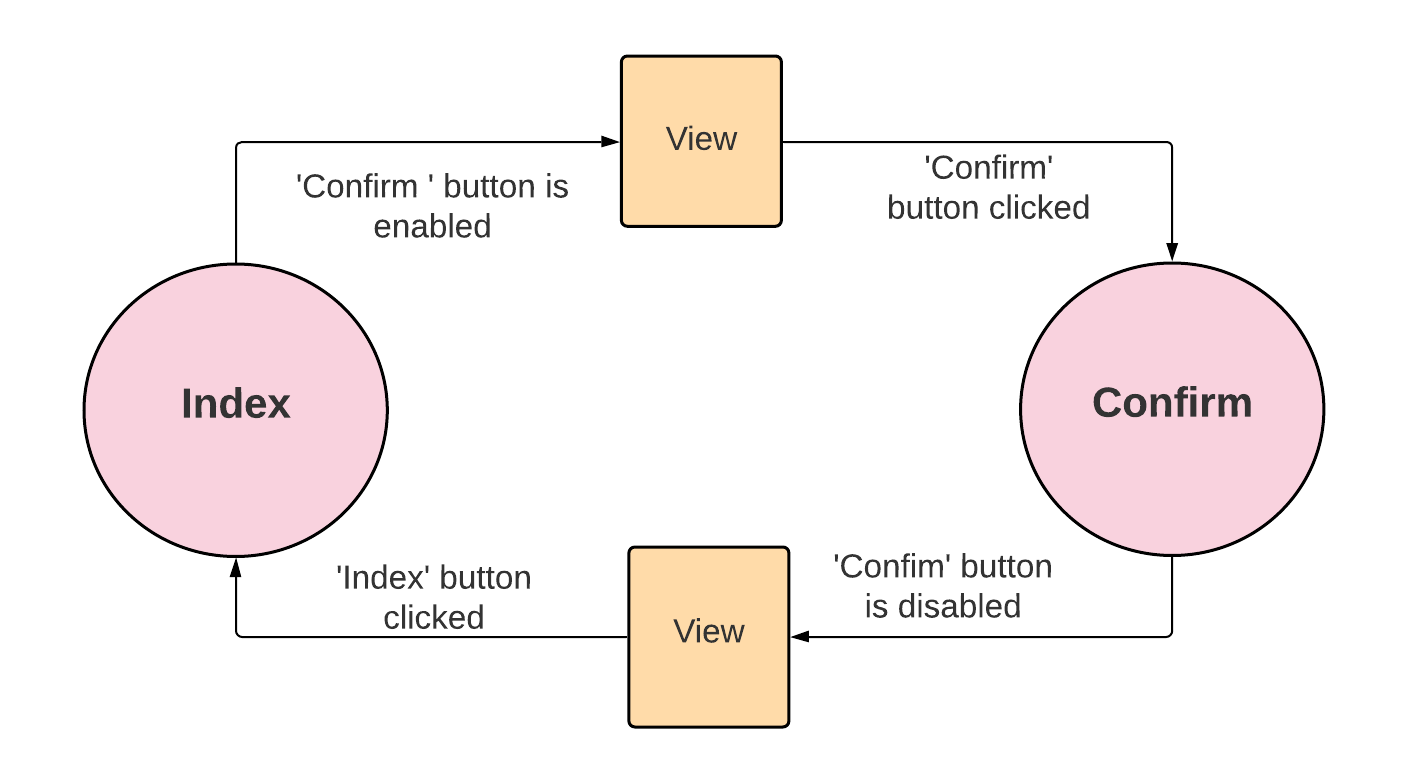 View
'Confirm ' button is
enabled
'Confirm'
button clicked
Index
Confirm
'Index' button
clicked
View
'Confim' button
is disabled